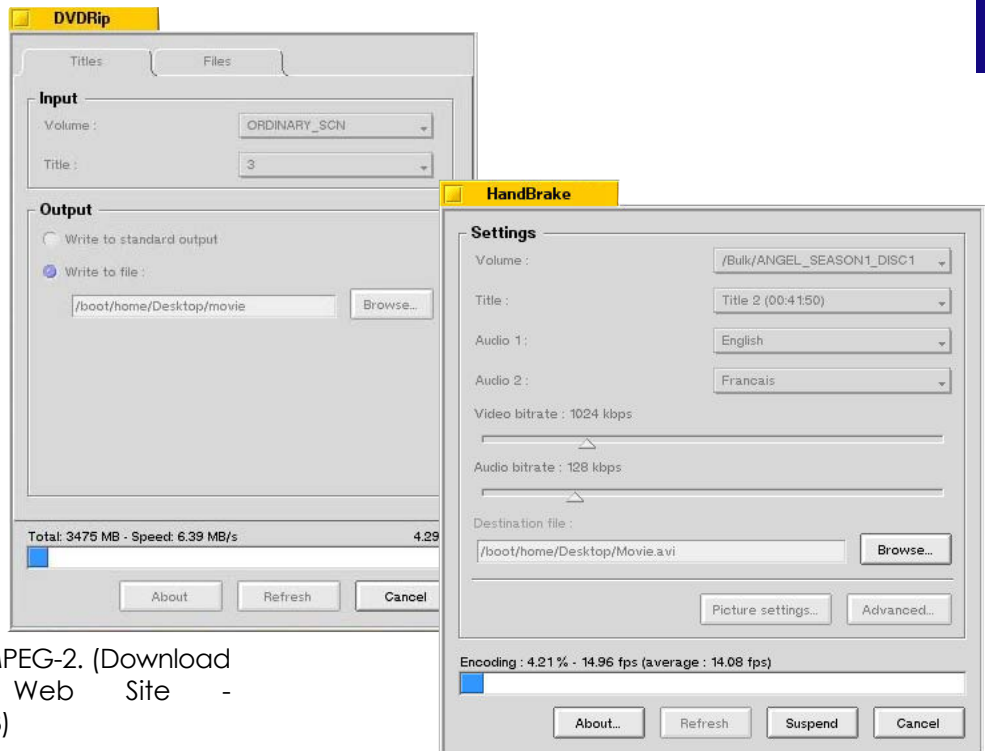 DVDRip
Titles Files
Input
Volume : ORDINARY_SCN
Title : 3
Output
Write to standard output
Write to file :
/boot/home/Desktop/movie Browse...
Total: 3475 MB - Speed: 6.39 MB/s 4.29
About Refresh Cancel
HandBrake
Settings
Volume : /Bulk/ANGEL_SEASON1_DISC1
Title : Title 2 (00:41:50)
Audio 1 : English
Audio 2 : Francais
Video bitrate : 1024 kbps
Audio bitrate : 128 kbps
Destination file :
/boot/home/Desktop/Movie.avi Browse...
Picture settings... Advanced...
Encoding : 4.21 % - 14.96 fps (average : 14.08 fps)
About... Refresh Suspend Cancel
PEG-2. (Download
Web Site -
)